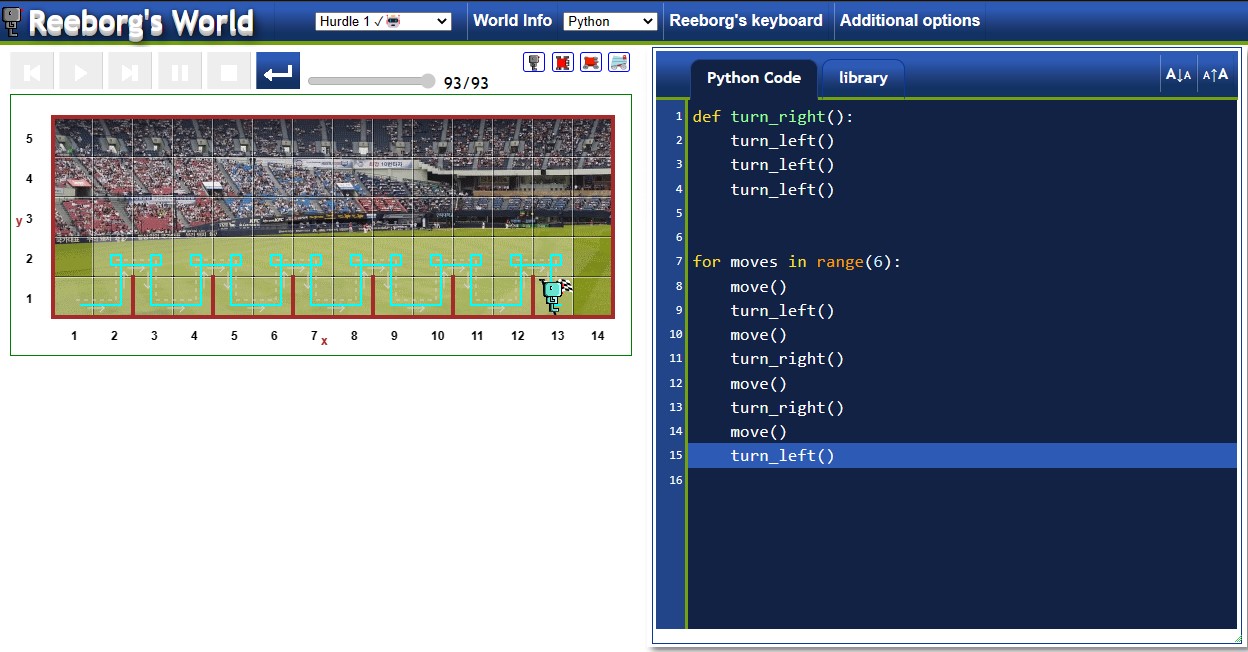 Reeborg's World
Hurdle 1 ✓
World Info
Python
Reeborg's keyboard
Additional options
93/93
Python Code
library
A↓A
A↑A
5
4
y 3
2
1
1 2 3 4 5 6 7 8 9 10 11 12 13 14
x
1 def turn_right():
2     turn_left()
3     turn_left()
4     turn_left()
5
6
7 for moves in range(6):
8     move()
9     turn_left()
10     move()
11     turn_right()
12     move()
13     turn_right()
14     move()
15     turn_left()
16